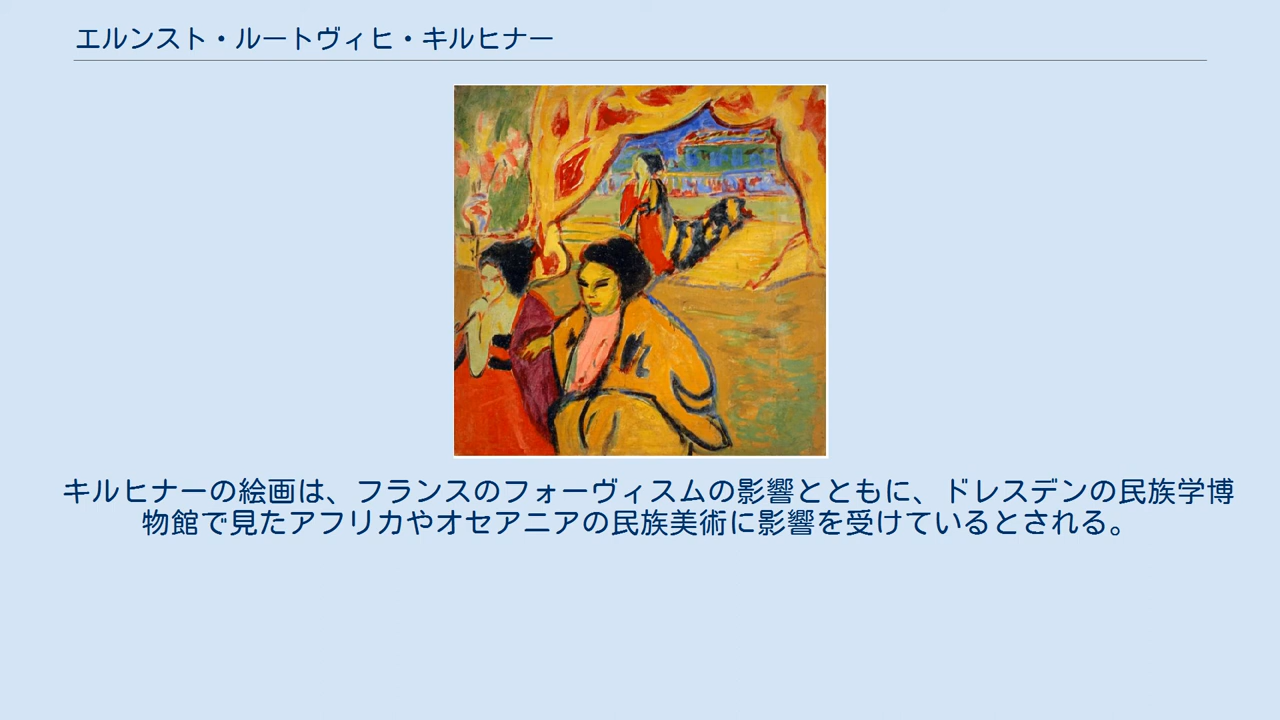 エルンスト・ルートヴィヒ・キルヒナー
キルヒナーの絵画は、フランスのフォーヴィスムの影響とともに、ドレスデンの民族学博
物館で見たアフリカやオセアニアの民族美術に影響を受けているとされる。